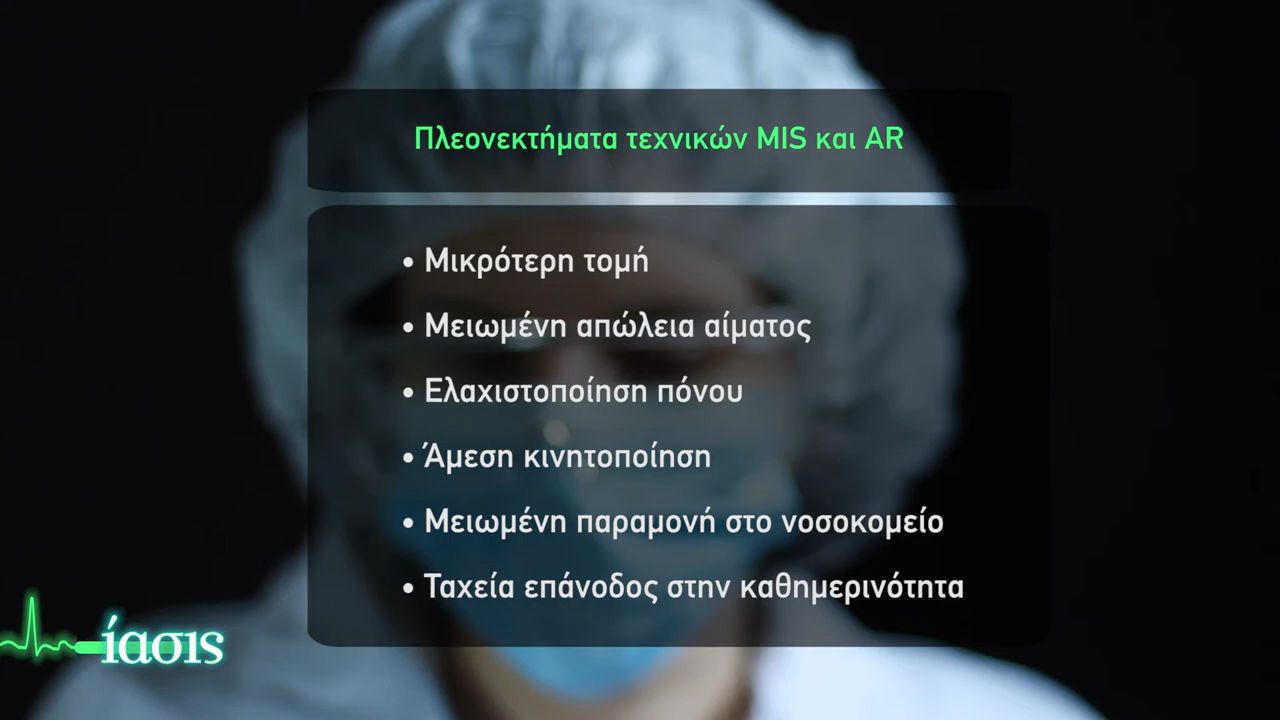 Πλεονεκτήματα τεχνικών MIS και AR
• Μικρότερη τομή
• Μειωμένη απώλεια αίματος
• Ελαχιστοποίηση πόνου
• Άμεση κινητοποίηση
• Μειωμένη παραμονή στο νοσοκομείο
• Ταχεία επάνοδος στην καθημερινότητα
ίασις